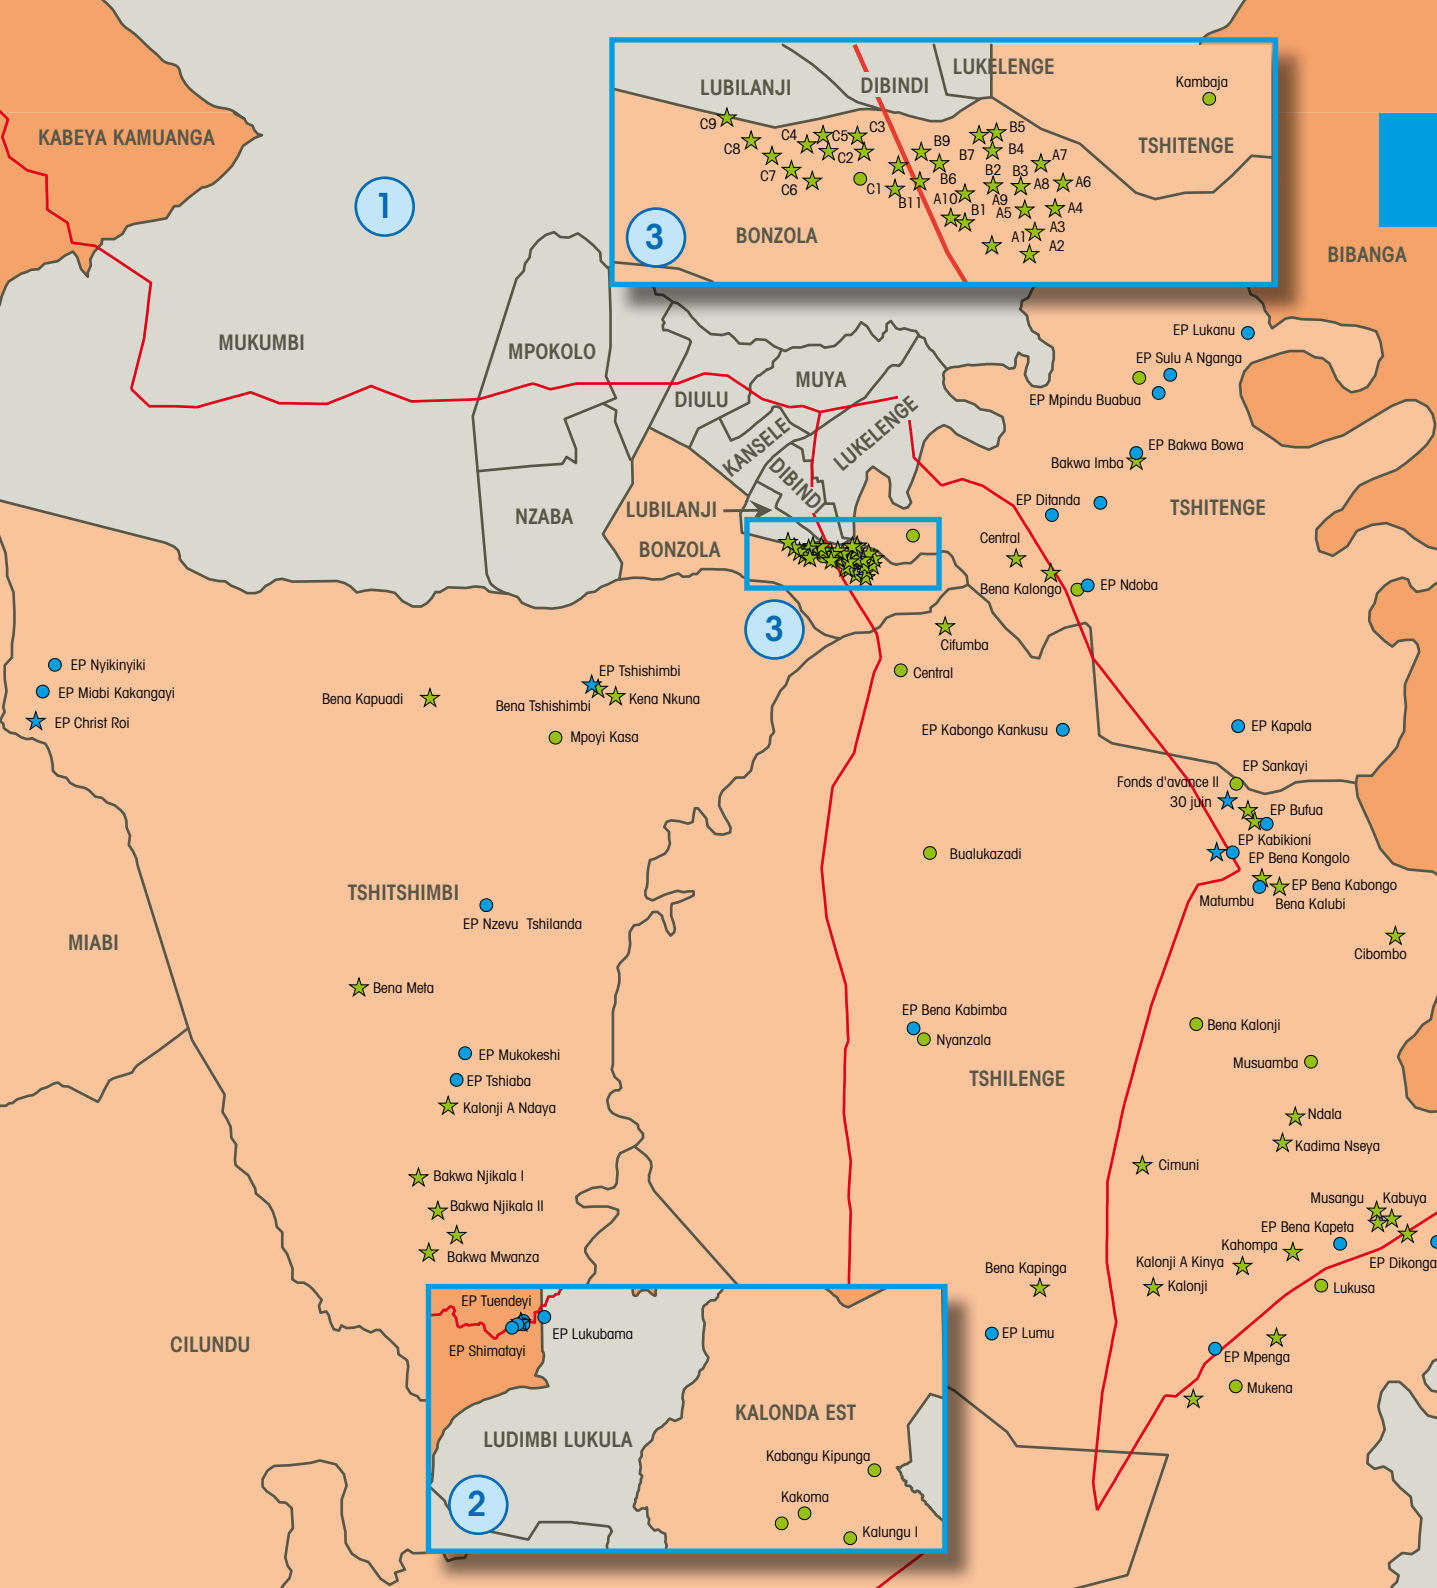 LUKELENGE
LUBILANJI
DIBINDI
Kambaja
C9
C4
C5
C3
B5
TSHITENGE
C8
C2
B9
B7
B4
A7
C7
B2
B3
C6
C1
B6
A8
A6
B11
A10
A9
B1
A5
A4
BONZOLA
A1
A3
A2
3
KABEYA KAMUANGA
1
BIBANGA
MUKUMBI
MPOKOLO
MUYA
DIULU
KANSELE
LUKELENGE
DIBINDI
NZABA
LUBILANJI
BONZOLA
3
EP Lukanu
EP Sulu A Nganga
EP Mpindu Buabua
EP Bakwa Bowa
Bakwa Imba
EP Ditanda
TSHITENGE
Central
Bena Kalongo
EP Ndoba
Cifumba
Central
EP Nyikinyiki
EP Miabi Kakangayi
EP Christ Roi
EP Tshishimbi
Bena Kapuadi
Bena Tshishimbi
Kena Nkuna
Mpoyi Kasa
EP Kabongo Kankusu
EP Kapala
EP Sankayi
Fonds d'avance II
30 juin
EP Bufua
EP Kabikioni
EP Bena Kongolo
EP Bena Kabongo
Matumbu
Bena Kalubi
Bualukazadi
TSHITSHIMBI
EP Nzevu Tshilanda
MIABI
Cibombo
Bena Meta
EP Bena Kabimba
Nyanzala
Bena Kalonji
EP Mukokeshi
Musuamba
EP Tshiaba
TSHILENGE
Kalonji A Ndaya
Ndala
Kadima Nseya
Cimuni
Bakwa Njikala I
Bakwa Njikala II
Bakwa Mwanza
Musangu
Kabuya
EP Bena Kapeta
Kahompa
Kalonji A Kinya
EP Dikonga
Bena Kapinga
Kalonji
Lukusa
EP Lumu
EP Mpenga
Mukena
CILUNDU
EP Tuendeyi
EP Lukubama
EP Shimatayi
KALONDA EST
LUDIMBI LUKULA
Kabangu Kipunga
2
Kakoma
Kalungu I